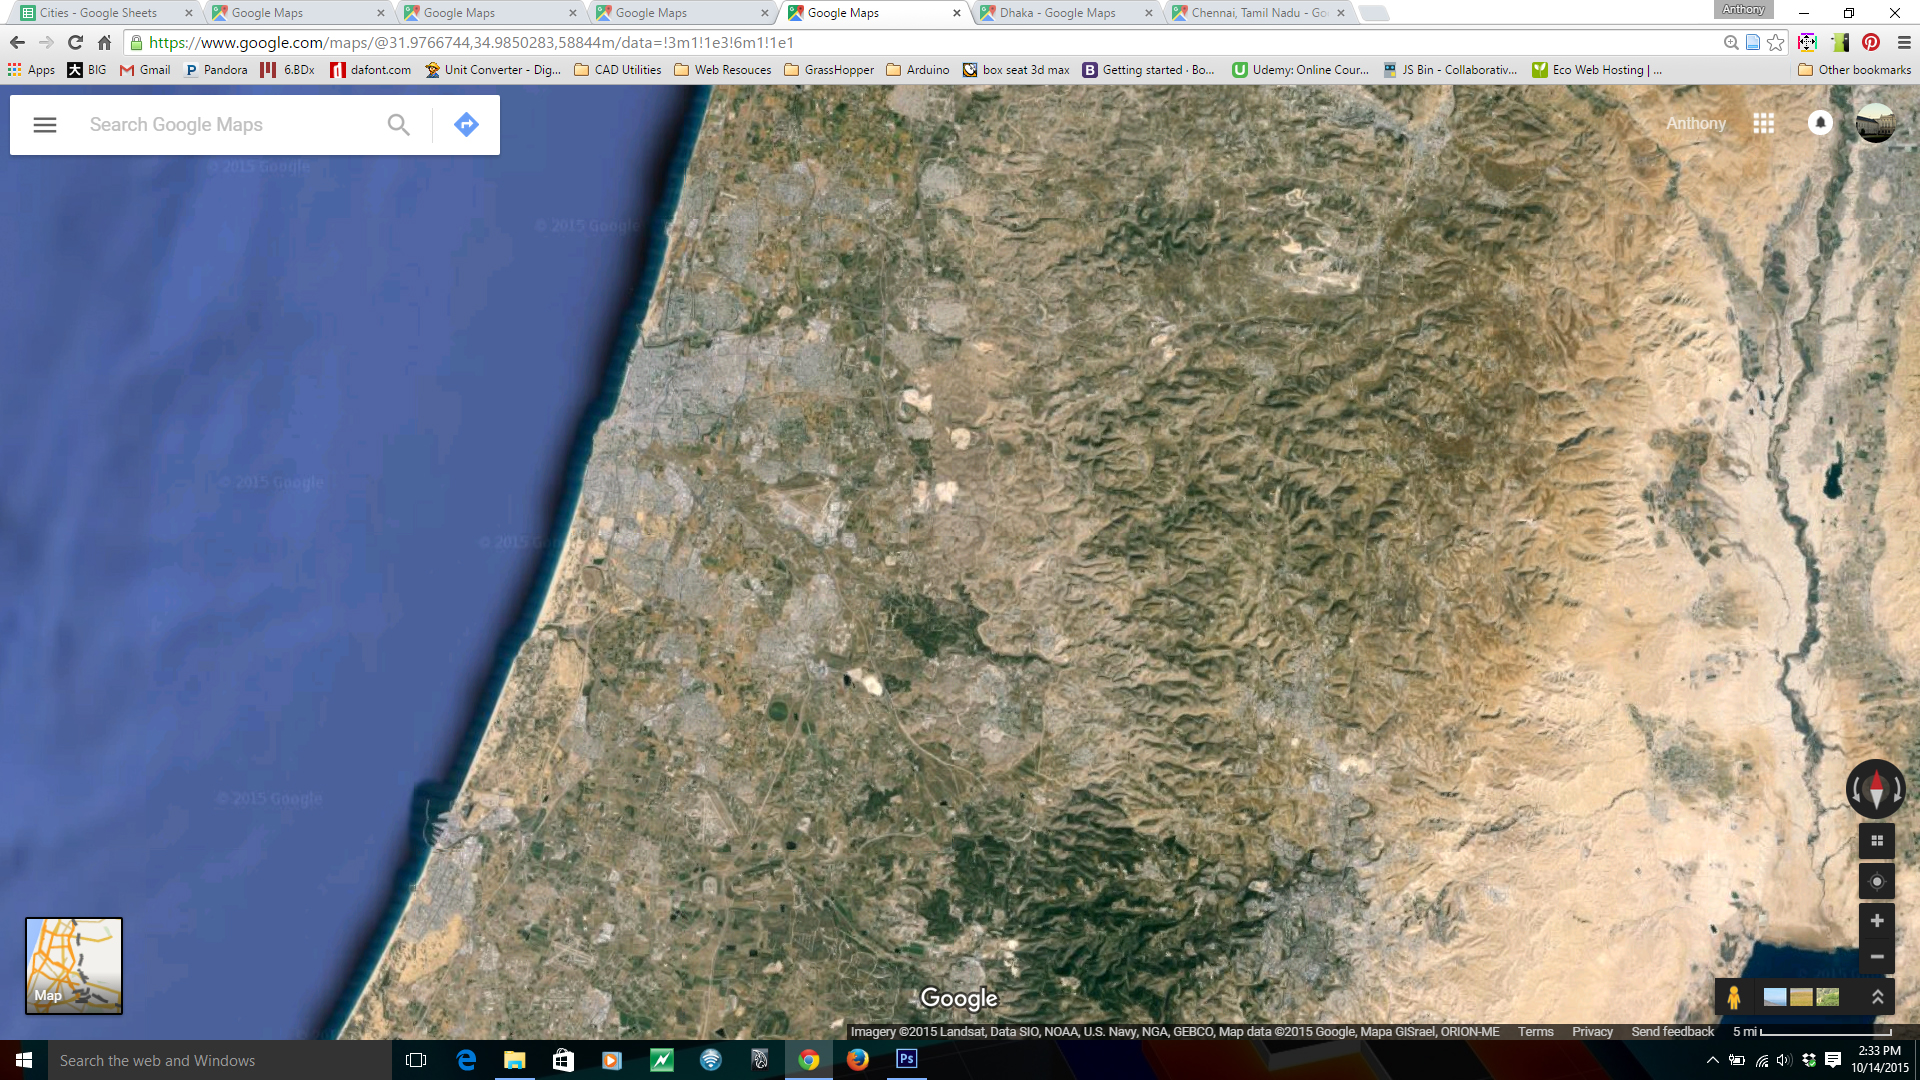 Cities - Google Sheets
Google Maps
Google Maps
Google Maps
Google Maps
Dhaka - Google Maps
Chennai, Tamil Nadu - Go
Anthony
https://www.google.com/maps/@31.9766744,34.9850283,58844m/data=!3m1!1e3!6m1!1e1
Apps
BIG
Gmail
Pandora
6.BDx
dafont.com
Unit Converter - Dig...
CAD Utilities
Web Resouces
GrassHopper
Arduino
box seat 3d max
Getting started · Bo...
Udemy: Online Cour...
JS Bin - Collaborativ...
Eco Web Hosting | ...
Other bookmarks
Search Google Maps
Anthony
© 2015 Google
© 2015 Google
© 2015 Google
© 2015 Goo
© 2015 Google
Map
Google
Imagery ©2015 Landsat, Data SIO, NOAA, U.S. Navy, NGA, GEBCO, Map data ©2015 Google, Mapa GISrael, ORION-ME
Terms
Privacy
Send feedback
5 mi
Search the web and Windows
Ps
2:33 PM
10/14/2015